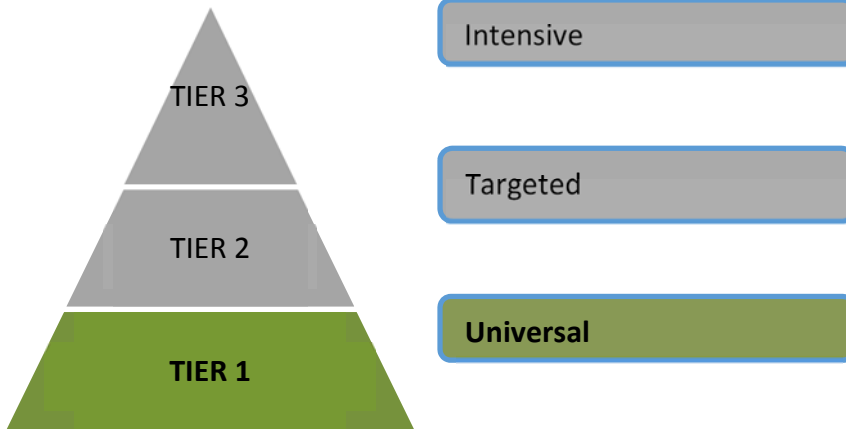 Intensive
TIER 3
Targeted
TIER 2
Universal
TIER 1